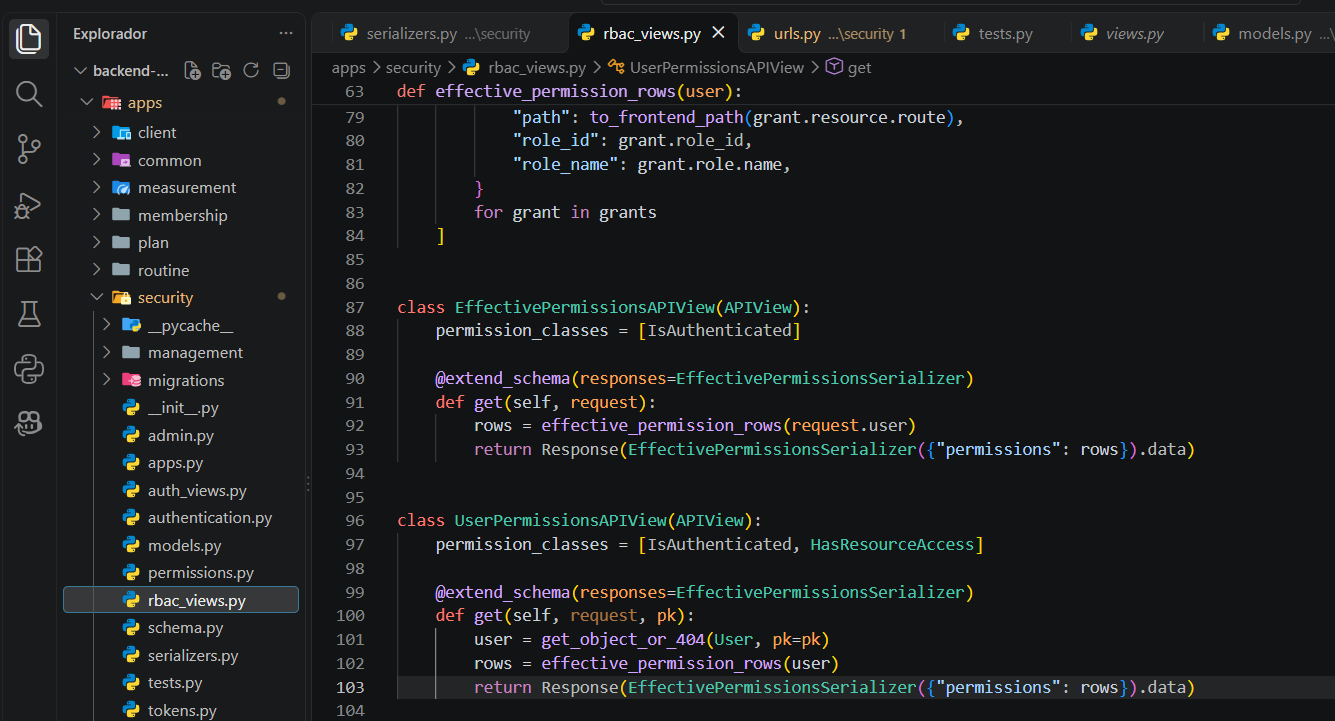 Explorador
backend-...
apps
client
common
measurement
membership
plan
routine
security
__pycache__
management
migrations
__init__.py
admin.py
apps.py
auth_views.py
authentication.py
models.py
permissions.py
rbac_views.py
schema.py
serializers.py
tests.py
tokens.py
serializers.py ...\security
rbac_views.py
urls.py ...\security 1
tests.py
views.py
models.py ...\
apps > security > rbac_views.py > UserPermissionsAPIView > get
63 def effective_permission_rows(user):
79 "path": to_frontend_path(grant.resource.route),
80 "role_id": grant.role_id,
81 "role_name": grant.role.name,
82 }
83 for grant in grants
84 ]
85
86
87 class EffectivePermissionsAPIView(APIView):
88 permission_classes = [IsAuthenticated]
89
90 @extend_schema(responses=EffectivePermissionsSerializer)
91 def get(self, request):
92 rows = effective_permission_rows(request.user)
93 return Response(EffectivePermissionsSerializer({"permissions": rows}).data)
94
95
96 class UserPermissionsAPIView(APIView):
97 permission_classes = [IsAuthenticated, HasResourceAccess]
98
99 @extend_schema(responses=EffectivePermissionsSerializer)
100 def get(self, request, pk):
101 user = get_object_or_404(User, pk=pk)
102 rows = effective_permission_rows(user)
103 return Response(EffectivePermissionsSerializer({"permissions": rows}).data)
104